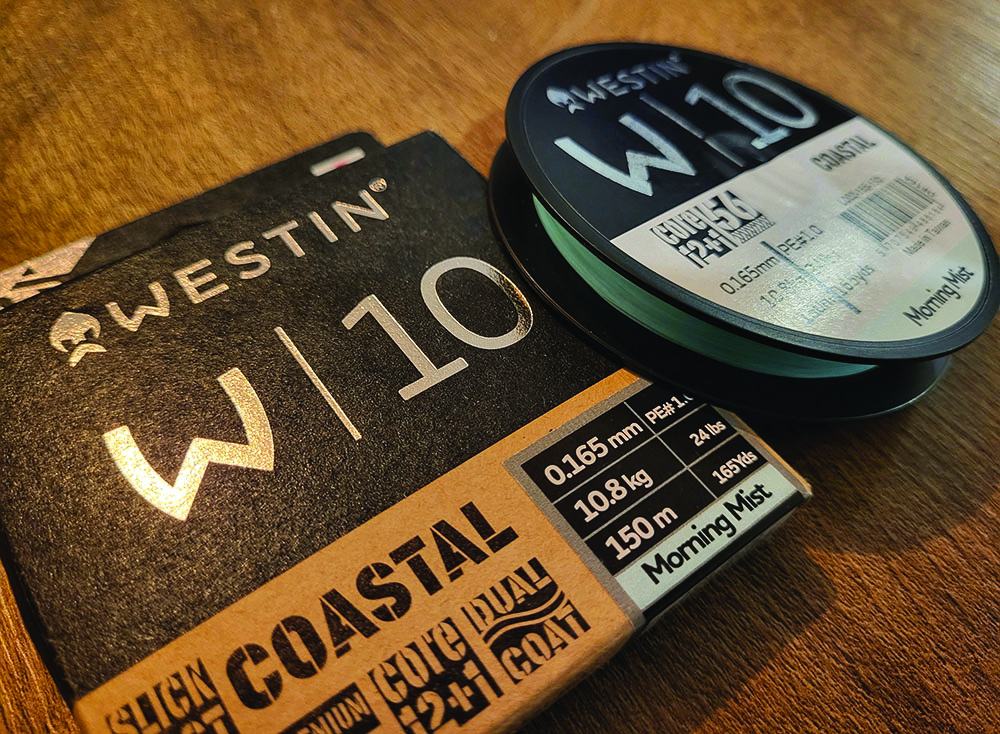 WESTIN®
W|10
COASTAL
DUAL
COAT
core
12+1
0.165 mm
PE# 1.0
10.8 kg
24 lbs
150 m
165Yds
Morning Mist
WESTIN®
W|10
COASTAL
core
12+1
0.165mm
PE#1.0
Made in Taiwan
Morning Mist